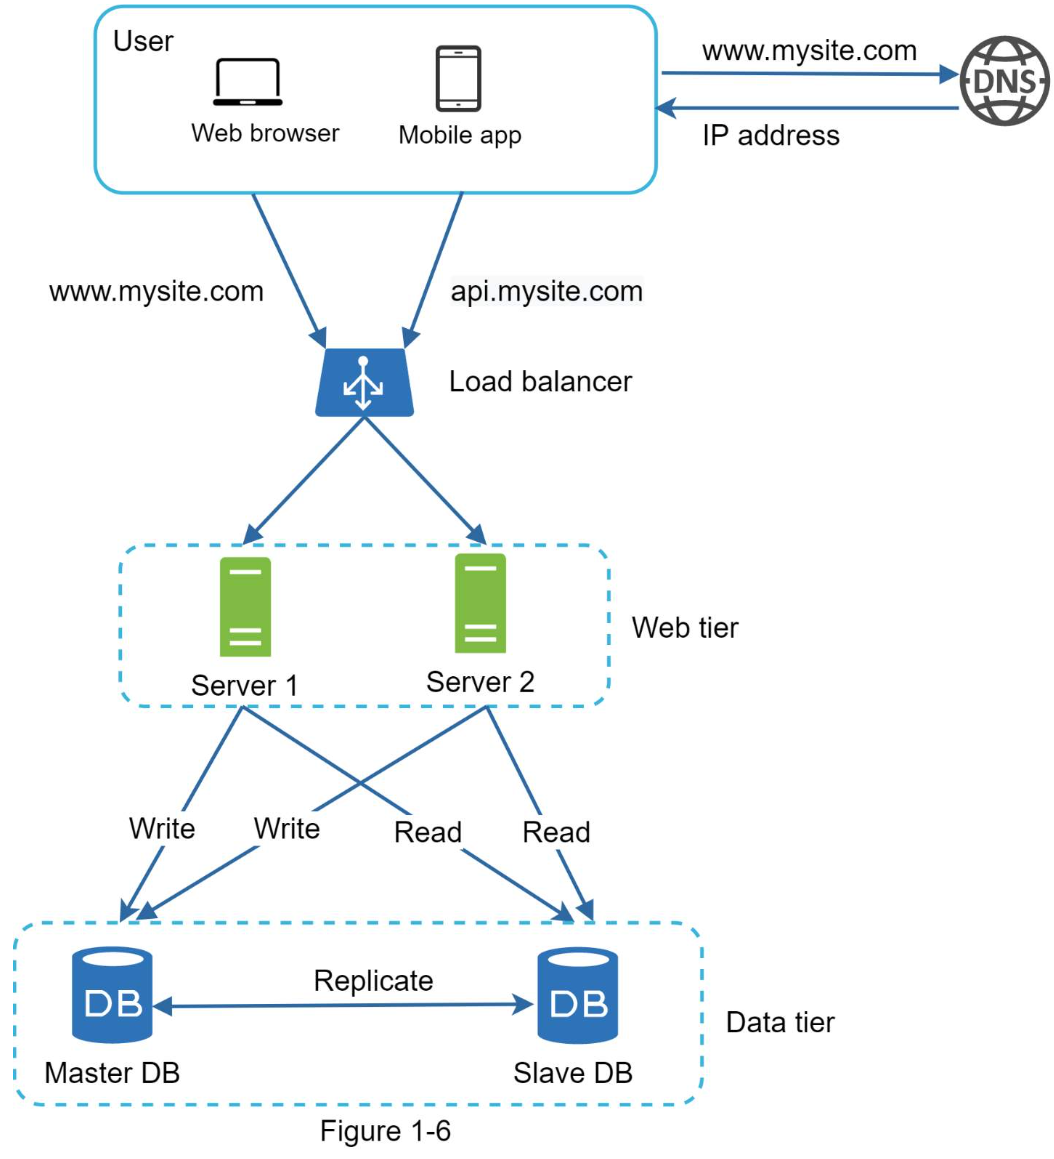 User
www.mysite.com
DNS
Web browser
Mobile app
IP address
www.mysite.com
api.mysite.com
Load balancer
Web tier
Server 1
Server 2
Write
Write
Read
Read
Replicate
DB
DB
Data tier
Master DB
Slave DB
Figure 1-6